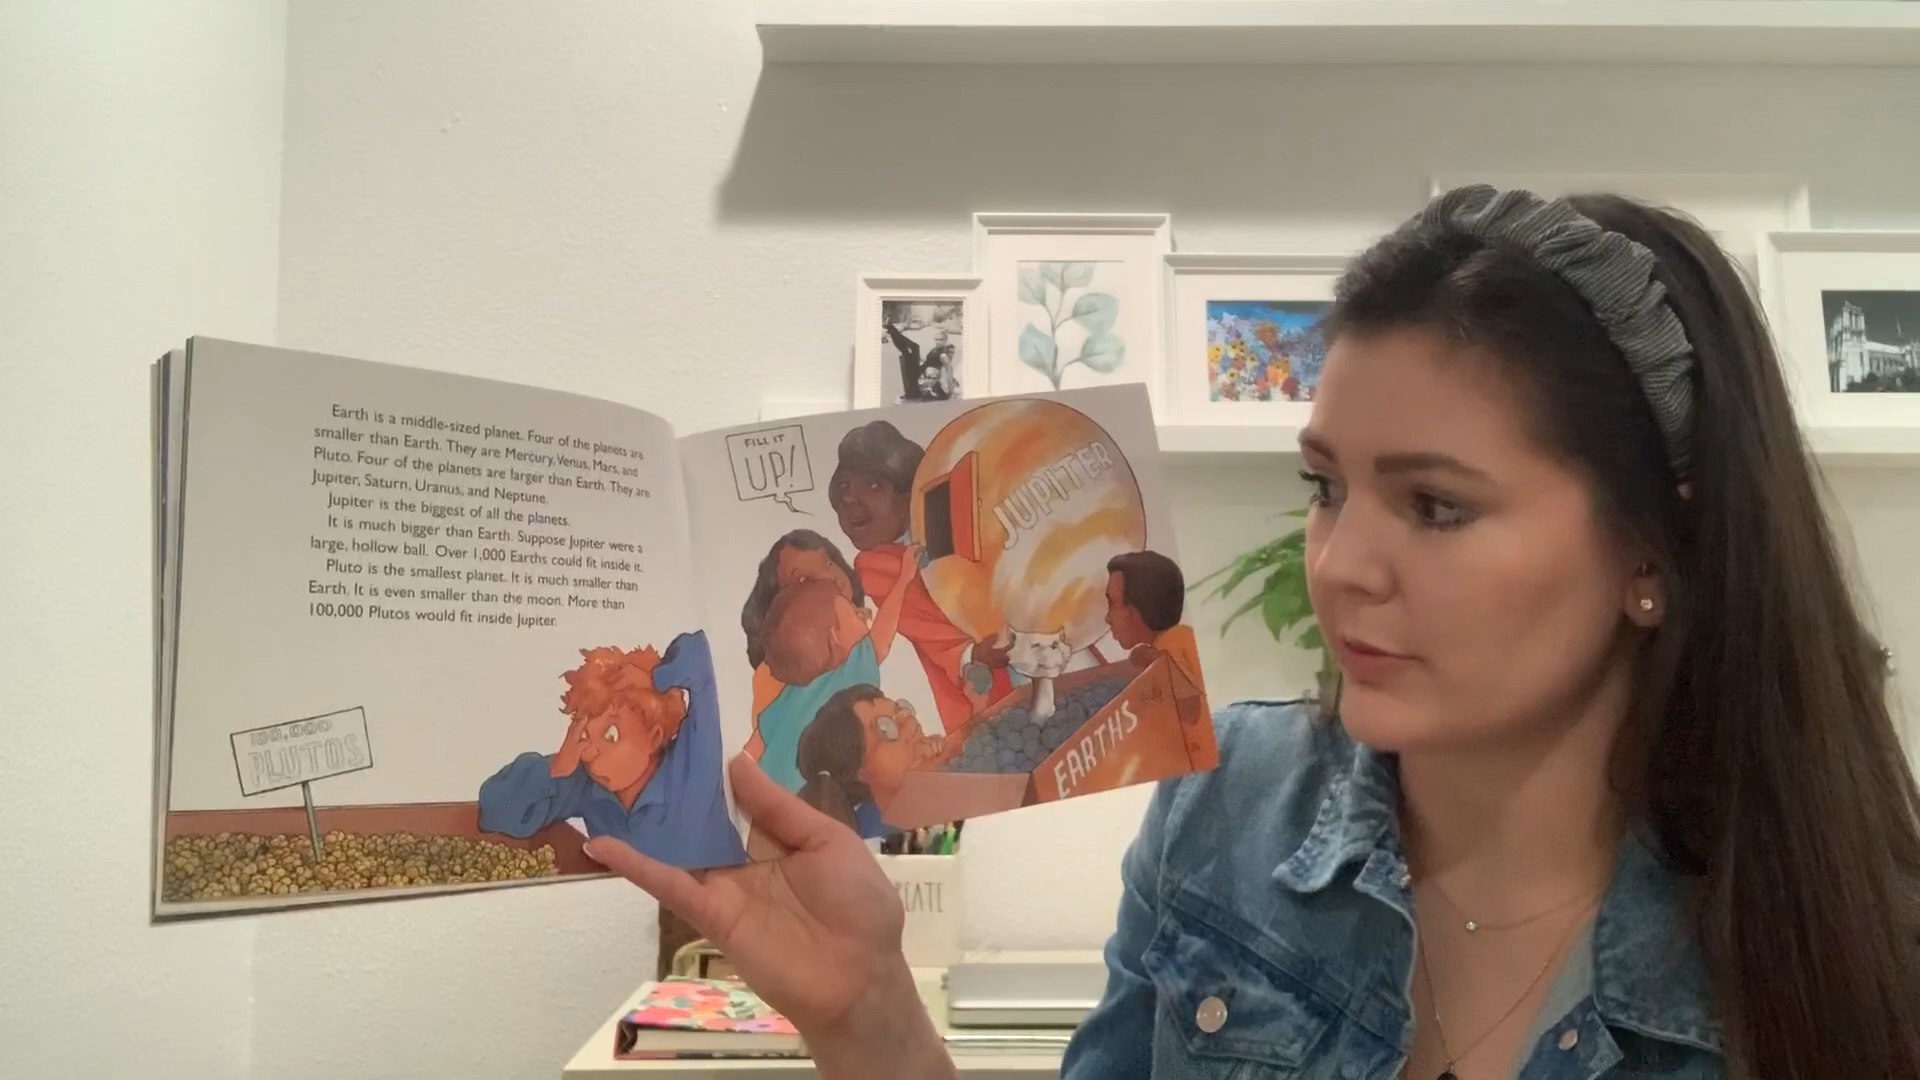 Earth is a middle-sized planet. Four of the planets are
smaller than Earth. They are Mercury, Venus, Mars, and
Pluto. Four of the planets are larger than Earth. They are
Jupiter, Saturn, Uranus, and Neptune.
Jupiter is the biggest of all the planets.
It is much bigger than Earth. Suppose Jupiter were a
large, hollow ball. Over 1,000 Earths could fit inside it.
Pluto is the smallest planet. It is much smaller than
Earth. It is even smaller than the moon. More than
100,000 Plutos would fit inside Jupiter.
100,000
PLUTOS
FILL IT
UP!
JUPITER
EARTHS